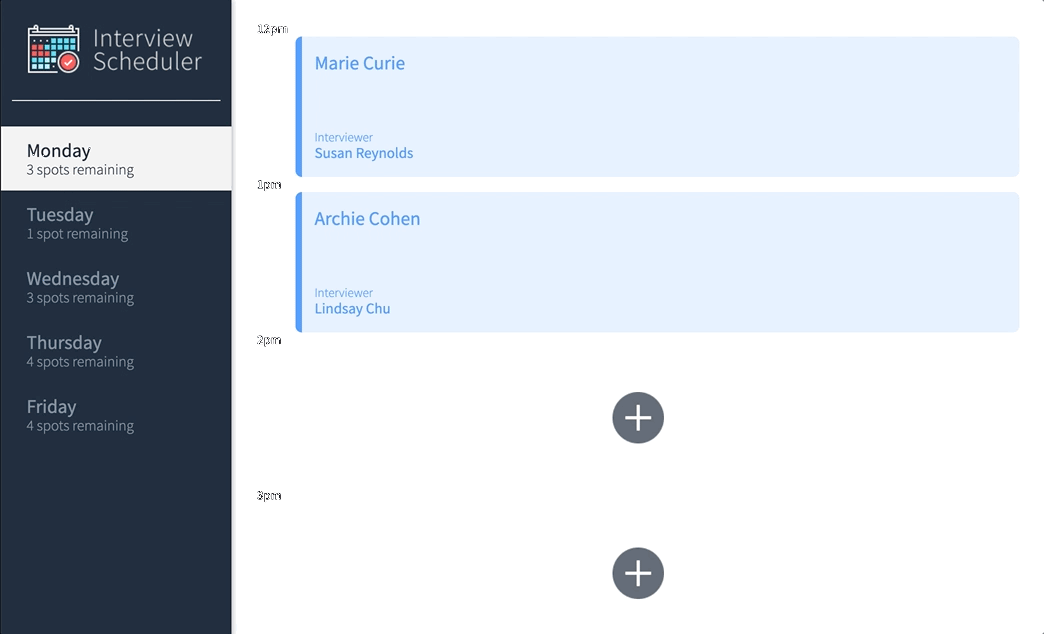 Interview
Scheduler
Monday
3 spots remaining
Tuesday
1 spot remaining
Wednesday
3 spots remaining
Thursday
4 spots remaining
Friday
4 spots remaining
12pm
Marie Curie
Interviewer
Susan Reynolds
1pm
Archie Cohen
Interviewer
Lindsay Chu
2pm
3pm